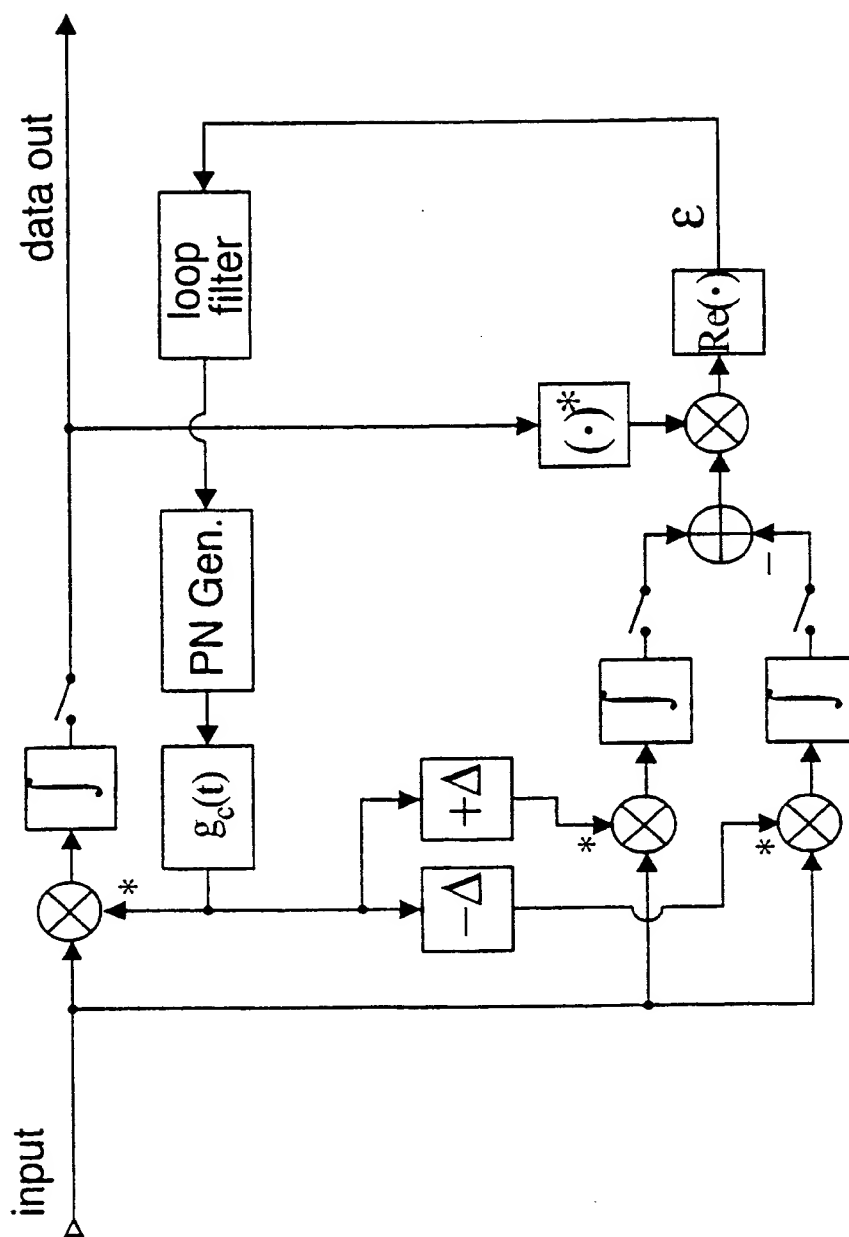 input
data out
*
∫
g_c(t)
PN Gen.
loop
filter
−Δ
+Δ
*
*
∫
∫
−
(·)*
Re(·)
ε